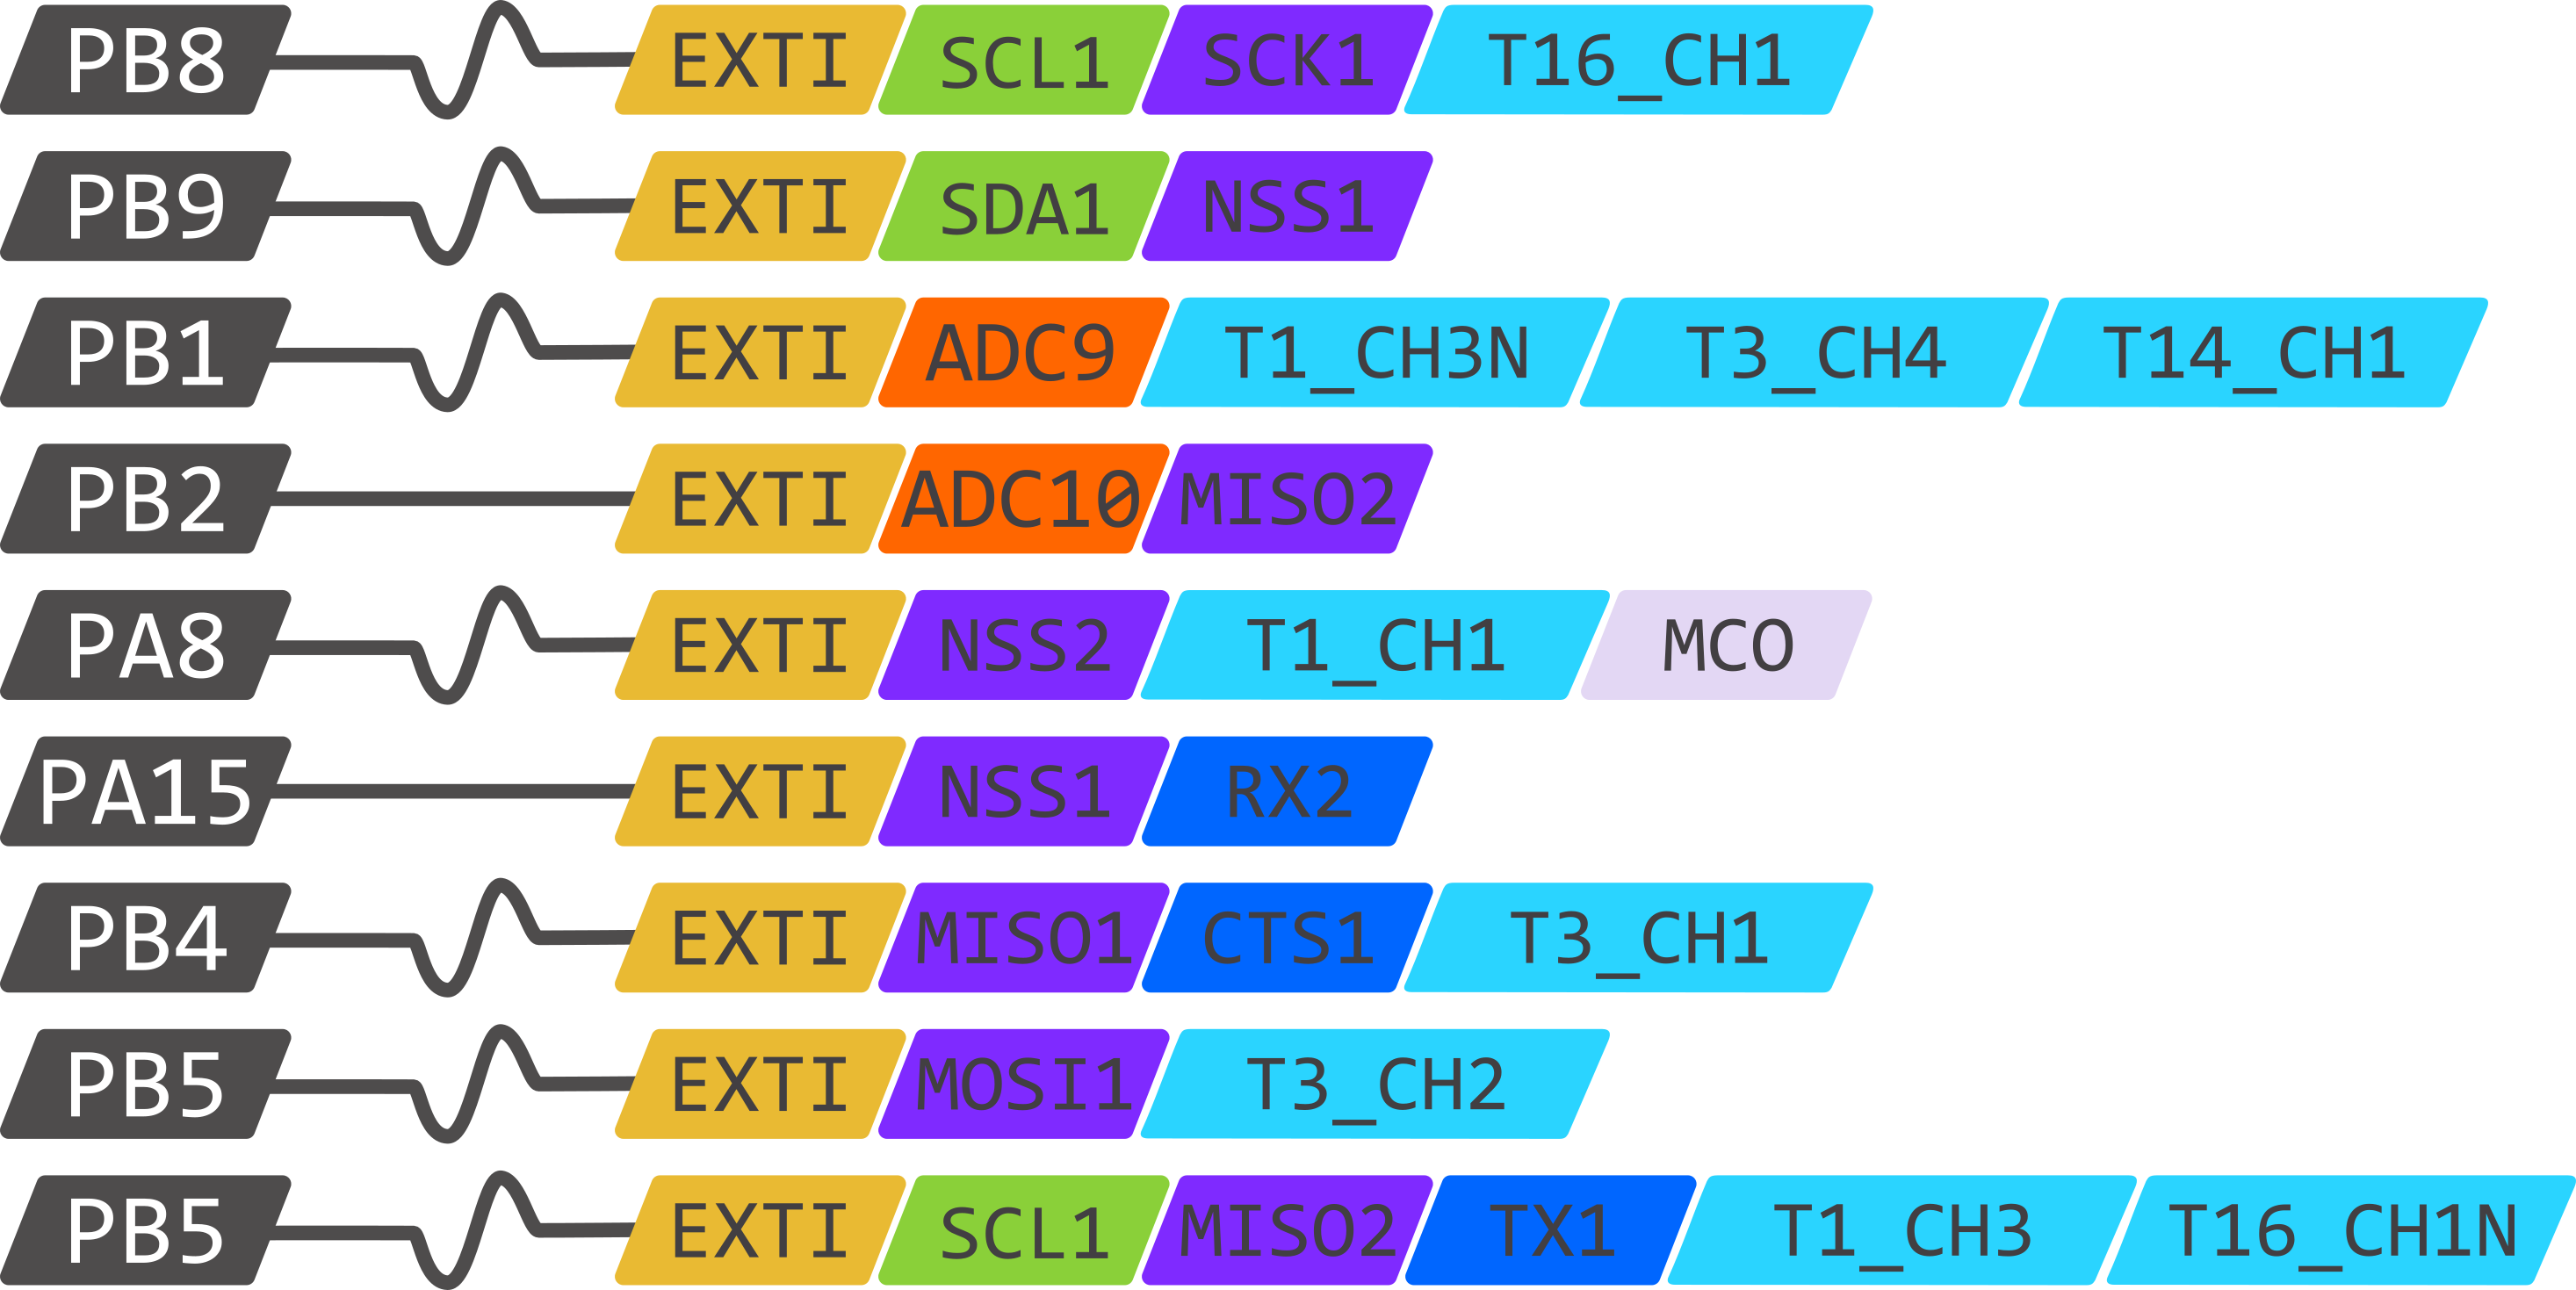 PB8 EXTI SCL1 SCK1 T16_CH1
PB9 EXTI SDA1 NSS1
PB1 EXTI ADC9 T1_CH3N T3_CH4 T14_CH1
PB2 EXTI ADC10 MISO2
PA8 EXTI NSS2 T1_CH1 MCO
PA15 EXTI NSS1 RX2
PB4 EXTI MISO1 CTS1 T3_CH1
PB5 EXTI MOSI1 T3_CH2
PB5 EXTI SCL1 MISO2 TX1 T1_CH3 T16_CH1N